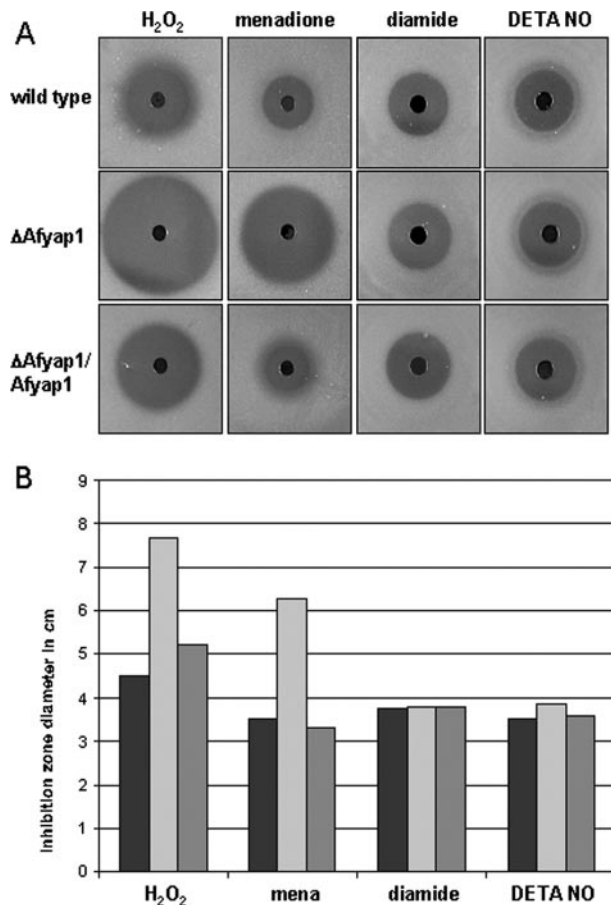 A
H₂O₂ menadione diamide DETA NO
wild type
ΔAfyap1
ΔAfyap1/
Afyap1
B
Inhibition zone diameter in cm
9
8
7
6
5
4
3
2
1
0
H₂O₂ mena diamide DETA NO